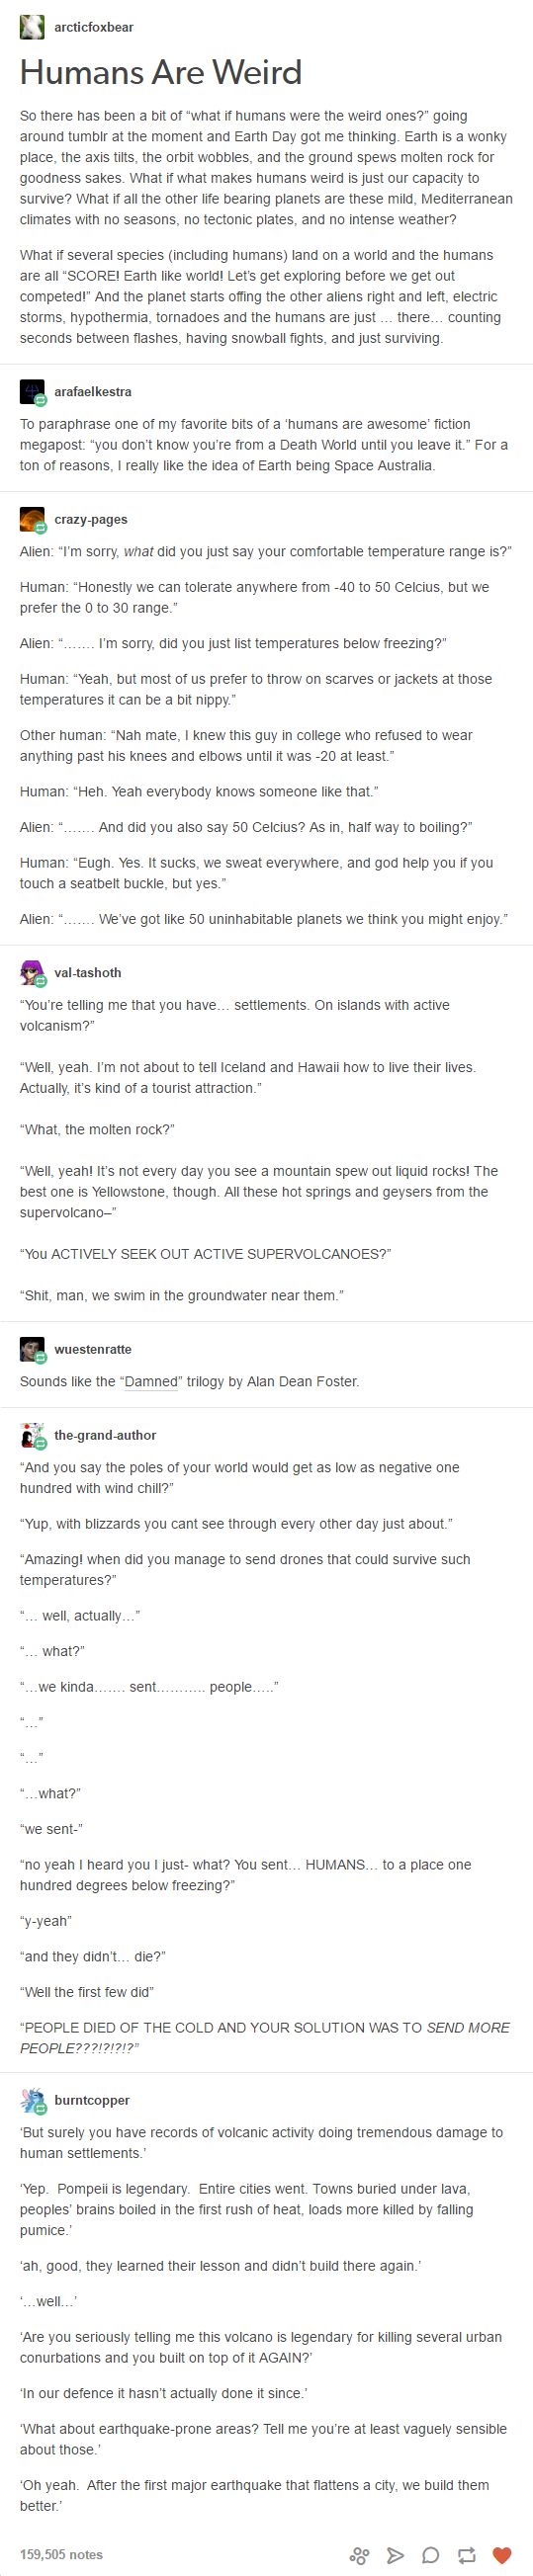 arcticfoxbear
Humans Are Weird
So there has been a bit of “what if humans were the weird ones?” going
around tumblr at the moment and Earth Day got me thinking. Earth is a wonky
place, the axis tilts, the orbit wobbles, and the ground spews molten rock for
goodness sakes. What if what makes humans weird is just our capacity to
survive? What if all the other life bearing planets are these mild, Mediterranean
climates with no seasons, no tectonic plates, and no intense weather?
What if several species (including humans) land on a world and the humans
are all “SCORE! Earth like world! Let’s get exploring before we get out
competed!” And the planet starts offing the other aliens right and left, electric
storms, hypothermia, tornadoes and the humans are just … there… counting
seconds between flashes, having snowball fights, and just surviving.
arafaelkestra
To paraphrase one of my favorite bits of a ‘humans are awesome’ fiction
megapost: “you don’t know you’re from a Death World until you leave it.” For a
ton of reasons, I really like the idea of Earth being Space Australia.
crazy-pages
Alien: “I’m sorry, what did you just say your comfortable temperature range is?”
Human: “Honestly we can tolerate anywhere from -40 to 50 Celcius, but we
prefer the 0 to 30 range.”
Alien: “……. I’m sorry, did you just list temperatures below freezing?”
Human: “Yeah, but most of us prefer to throw on scarves or jackets at those
temperatures it can be a bit nippy.”
Other human: “Nah mate, I knew this guy in college who refused to wear
anything past his knees and elbows until it was -20 at least.”
Human: “Heh. Yeah everybody knows someone like that.”
Alien: “……. And did you also say 50 Celcius? As in, half way to boiling?”
Human: “Eugh. Yes. It sucks, we sweat everywhere, and god help you if you
touch a seatbelt buckle, but yes.”
Alien: “……. We’ve got like 50 uninhabitable planets we think you might enjoy.”
val-tashoth
“You’re telling me that you have… settlements. On islands with active
volcanism?”
“Well, yeah. I’m not about to tell Iceland and Hawaii how to live their lives.
Actually, it’s kind of a tourist attraction.”
“What, the molten rock?”
“Well, yeah! It’s not every day you see a mountain spew out liquid rocks! The
best one is Yellowstone, though. All these hot springs and geysers from the
supervolcano–”
“You ACTIVELY SEEK OUT ACTIVE SUPERVOLCANOES?”
“Shit, man, we swim in the groundwater near them.”
wuestenratte
Sounds like the “Damned” trilogy by Alan Dean Foster.
the-grand-author
“And you say the poles of your world would get as low as negative one
hundred with wind chill?”
“Yup, with blizzards you cant see through every other day just about.”
“Amazing! when did you manage to send drones that could survive such
temperatures?”
“… well, actually…”
“… what?”
“…we kinda……. sent……….. people…..”
“…”
“…”
“…what?”
“we sent-”
“no yeah I heard you I just- what? You sent… HUMANS… to a place one
hundred degrees below freezing?”
“y-yeah”
“and they didn’t… die?”
“Well the first few did”
“PEOPLE DIED OF THE COLD AND YOUR SOLUTION WAS TO SEND MORE
PEOPLE???!?!?!?”
burntcopper
‘But surely you have records of volcanic activity doing tremendous damage to
human settlements.’
‘Yep. Pompeii is legendary. Entire cities went. Towns buried under lava,
peoples’ brains boiled in the first rush of heat, loads more killed by falling
pumice.’
‘ah, good, they learned their lesson and didn’t build there again.’
‘…well…’
‘Are you seriously telling me this volcano is legendary for killing several urban
conurbations and you built on top of it AGAIN?’
‘In our defence it hasn’t actually done it since.’
‘What about earthquake-prone areas? Tell me you’re at least vaguely sensible
about those.’
‘Oh yeah. After the first major earthquake that flattens a city, we build them
better.’
159,505 notes